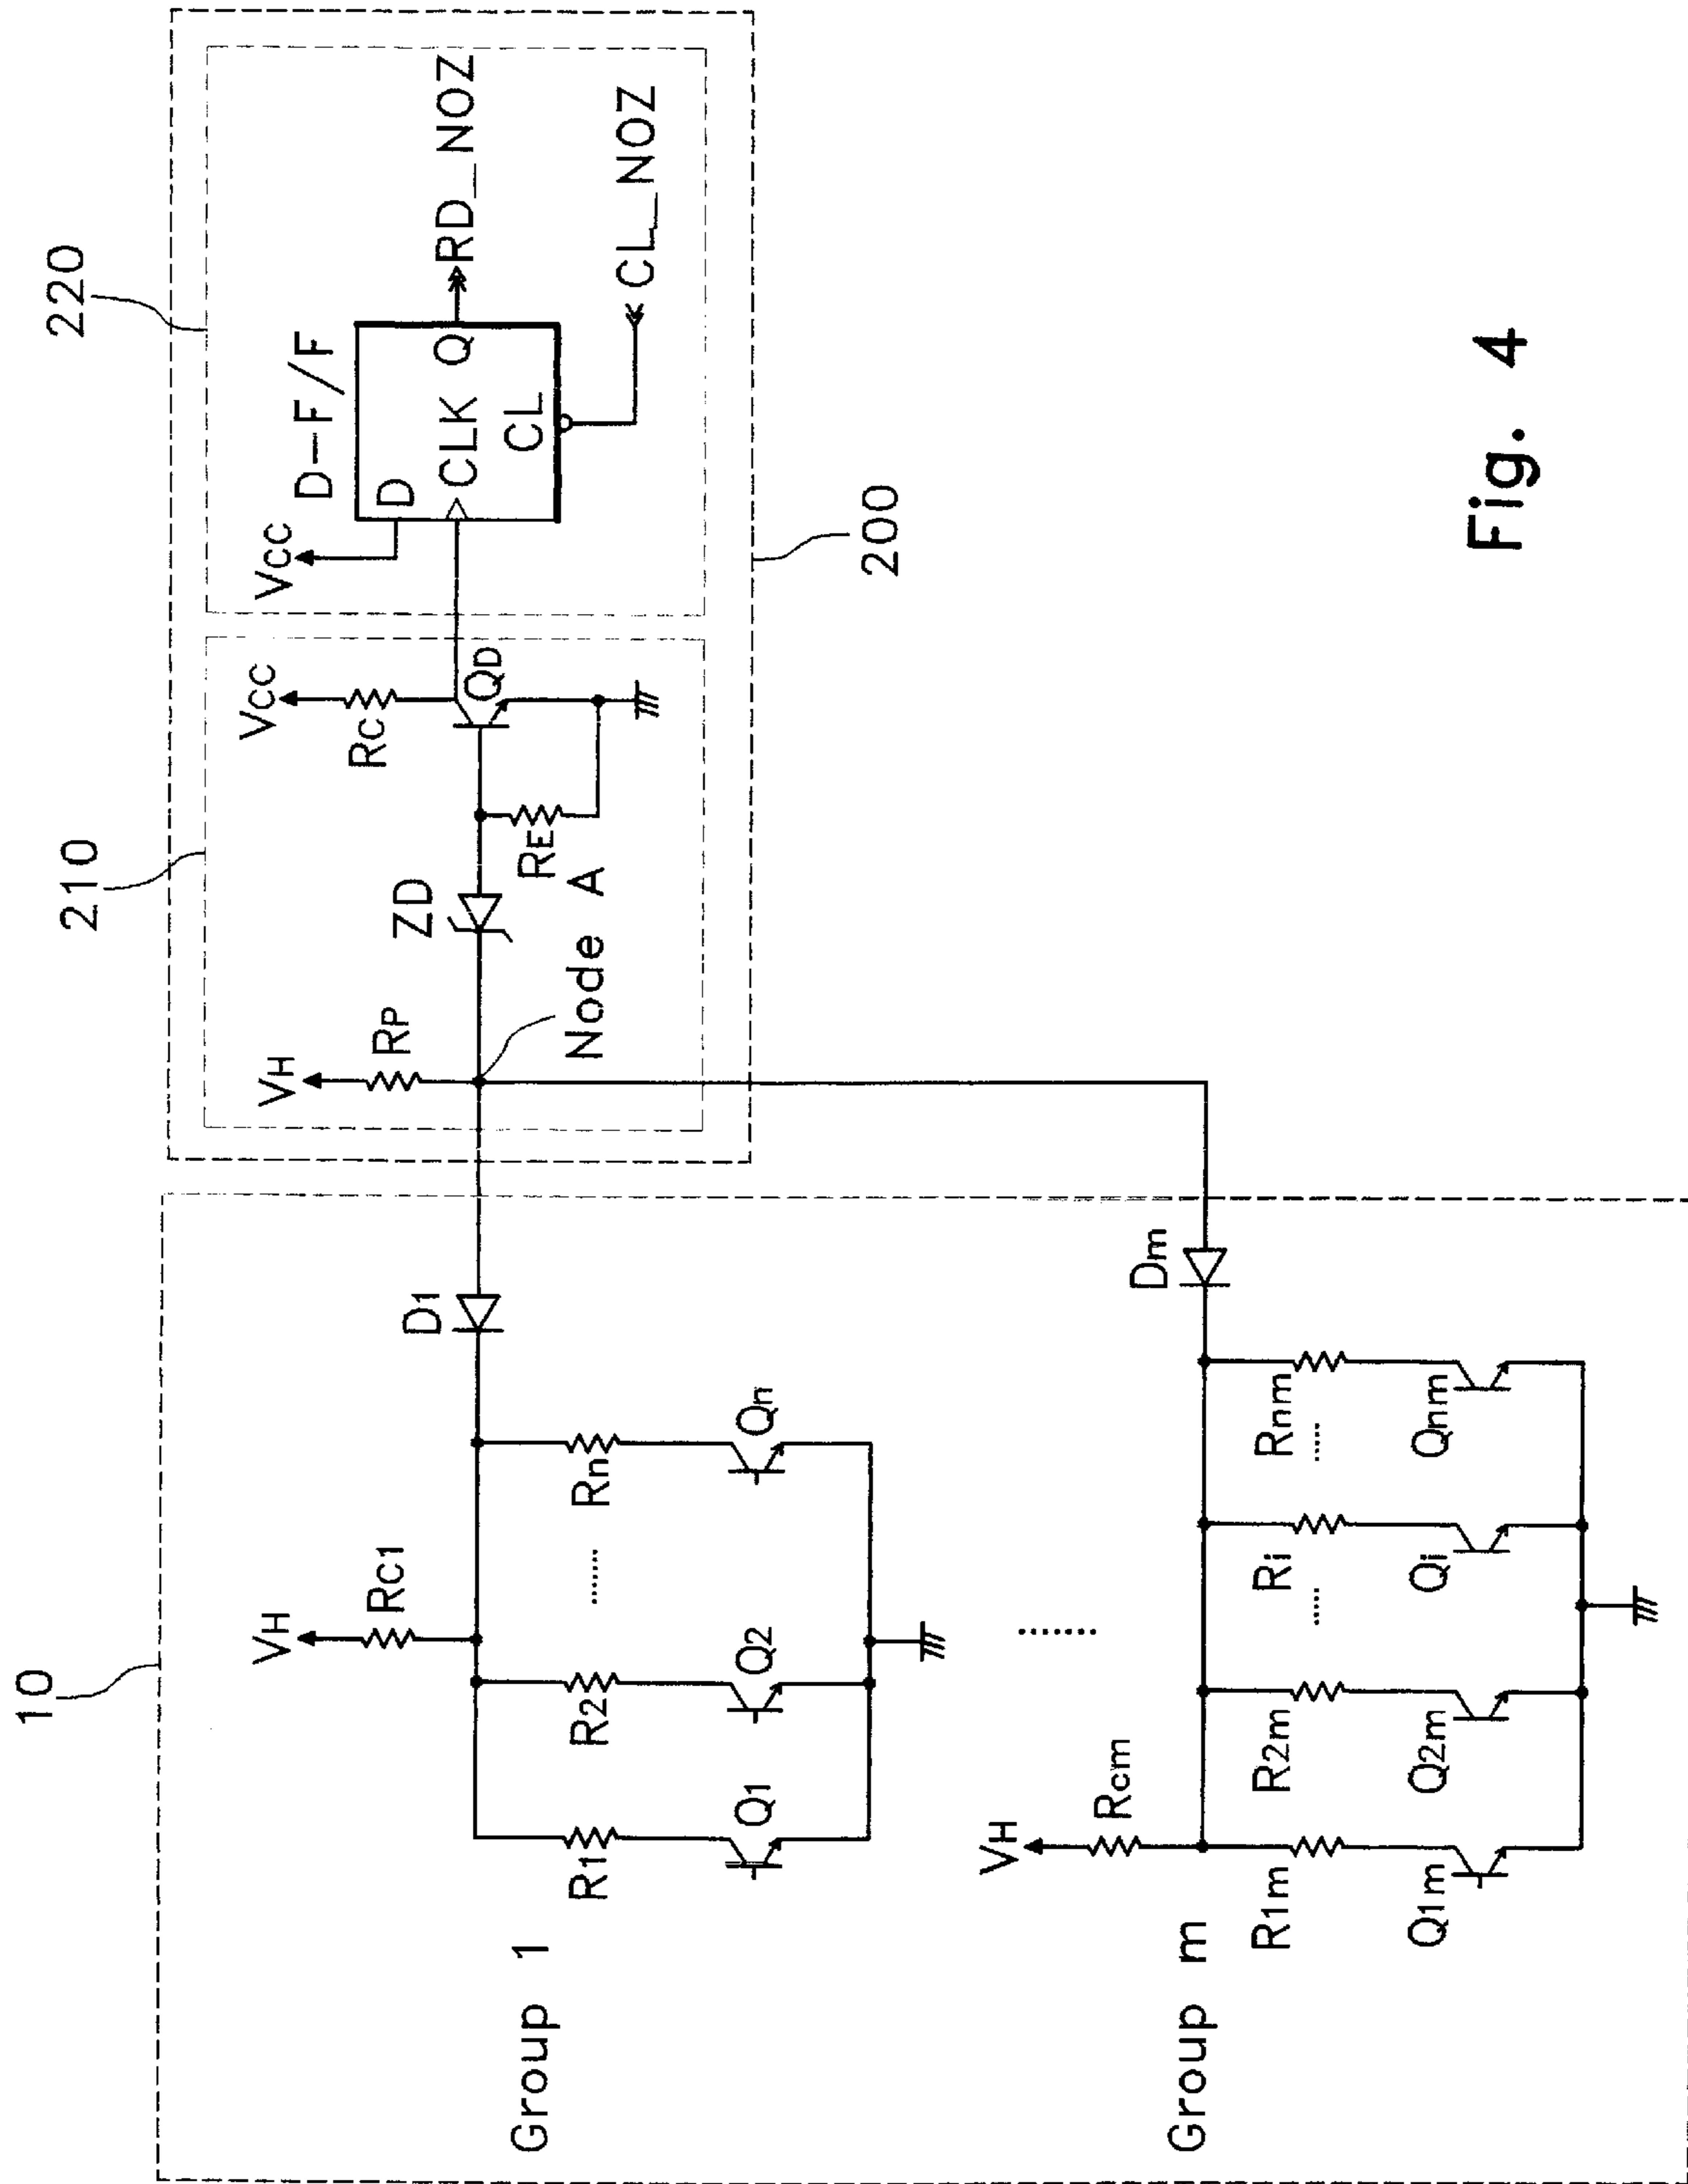 10
210
220
200
VH
RP
ZD
Node A
RE
VCC
RC
QD
VCC
D-F/F
D
CLK
Q
CL
RD_NOZ
CL_NOZ
Group 1
VH
RC1
D1
R1
R2
......
Rn
Q1
Q2
Qn
.......
Group m
VH
Rcm
Dm
R1m
R2m
.....
Ri
.....
Rnm
Q1m
Q2m
Qi
Qnm
Fig. 4